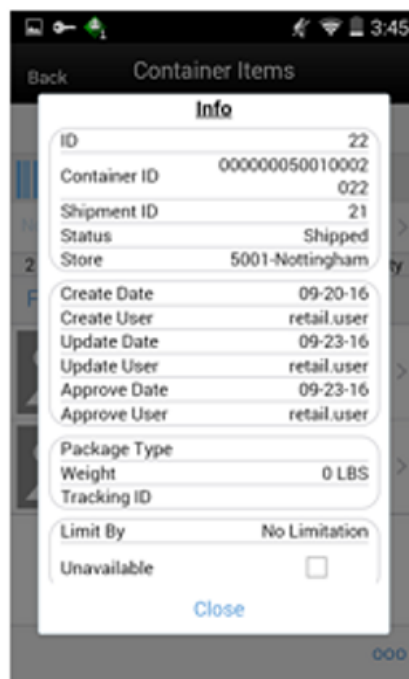 3:45
Back
Container Items
Info
ID 22
Container ID 000000050010002
022
Shipment ID 21
Status Shipped
Store 5001-Nottingham
2
ty
Create Date 09-20-16
Create User retail.user
Update Date 09-23-16
Update User retail.user
Approve Date 09-23-16
Approve User retail.user
Package Type
Weight 0 LBS
Tracking ID
Limit By No Limitation
Unavailable
Close